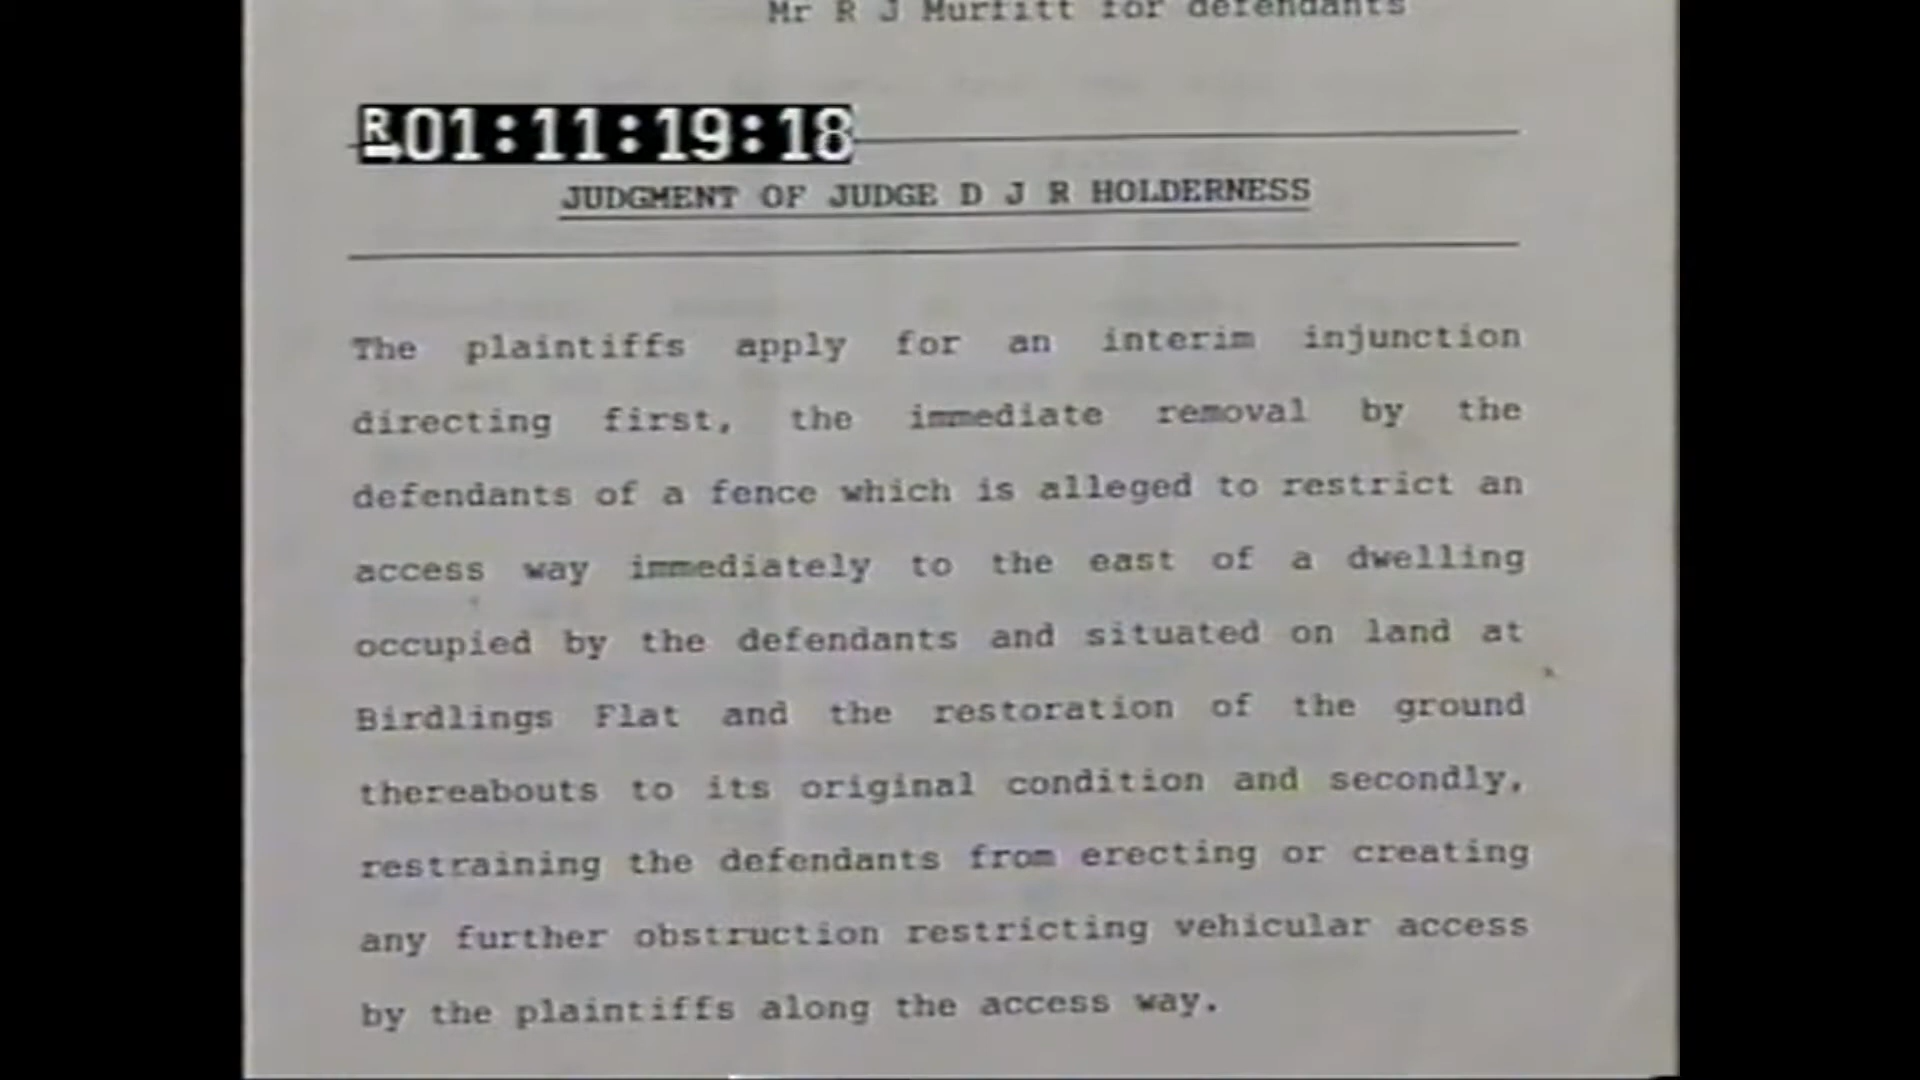 Mr R J Murfitt for defendants
R01:11:19:18
JUDGMENT OF JUDGE D J R HOLDERNESS
The plaintiffs apply for an interim injunction
directing first, the immediate removal by the
defendants of a fence which is alleged to restrict an
access way immediately to the east of a dwelling
occupied by the defendants and situated on land at
Birdlings Flat and the restoration of the ground
thereabouts to its original condition and secondly,
restraining the defendants from erecting or creating
any further obstruction restricting vehicular access
by the plaintiffs along the access way.